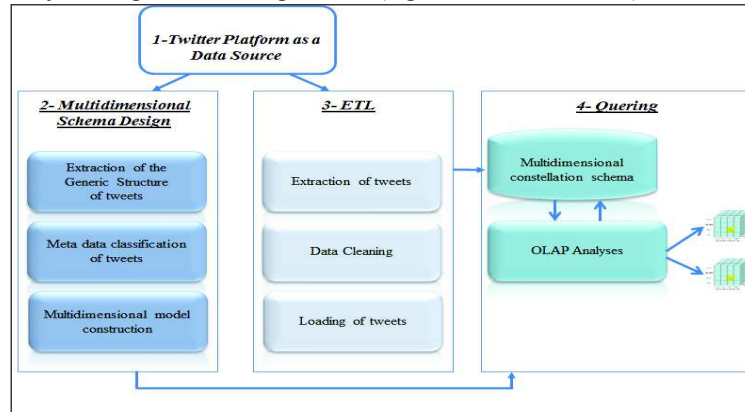 1-Twitter Platform as a
Data Source
2- Multidimensional
Schema Design
Extraction of the
Generic Structure
of tweets
Meta data classification
of tweets
Multidimensional model
construction
3- ETL
Extraction of tweets
Data Cleaning
Loading of tweets
4- Quering
Multidimensional
constellation schema
OLAP Analyses